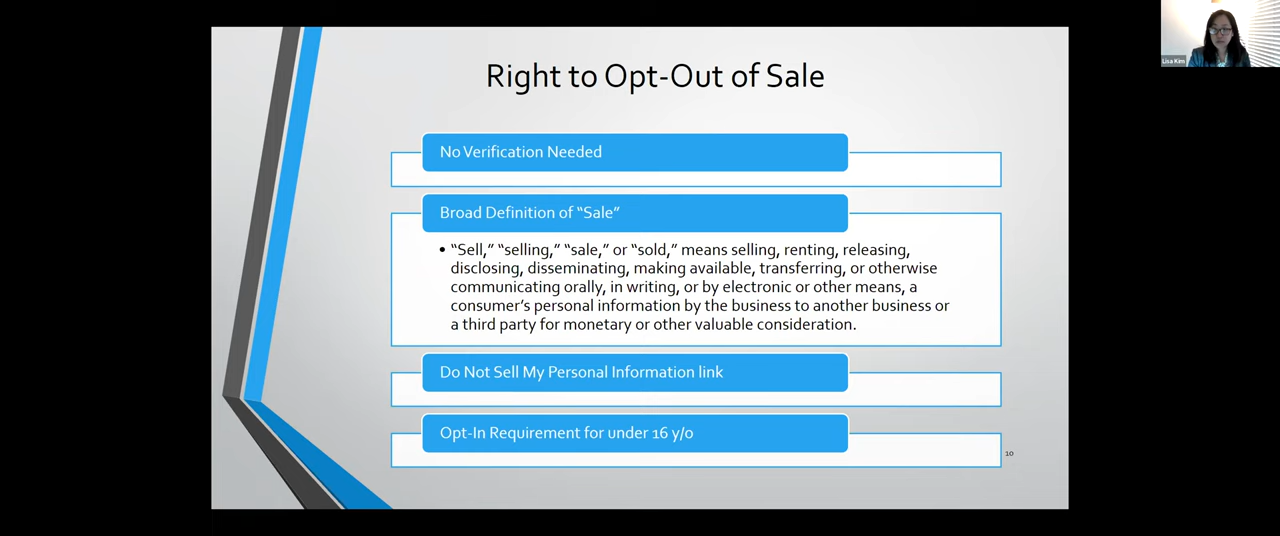 Lisa Kim
Right to Opt-Out of Sale
No Verification Needed
Broad Definition of “Sale”
• “Sell,” “selling,” “sale,” or “sold,” means selling, renting, releasing,
disclosing, disseminating, making available, transferring, or otherwise
communicating orally, in writing, or by electronic or other means, a
consumer’s personal information by the business to another business or
a third party for monetary or other valuable consideration.
Do Not Sell My Personal Information link
Opt-In Requirement for under 16 y/o
10